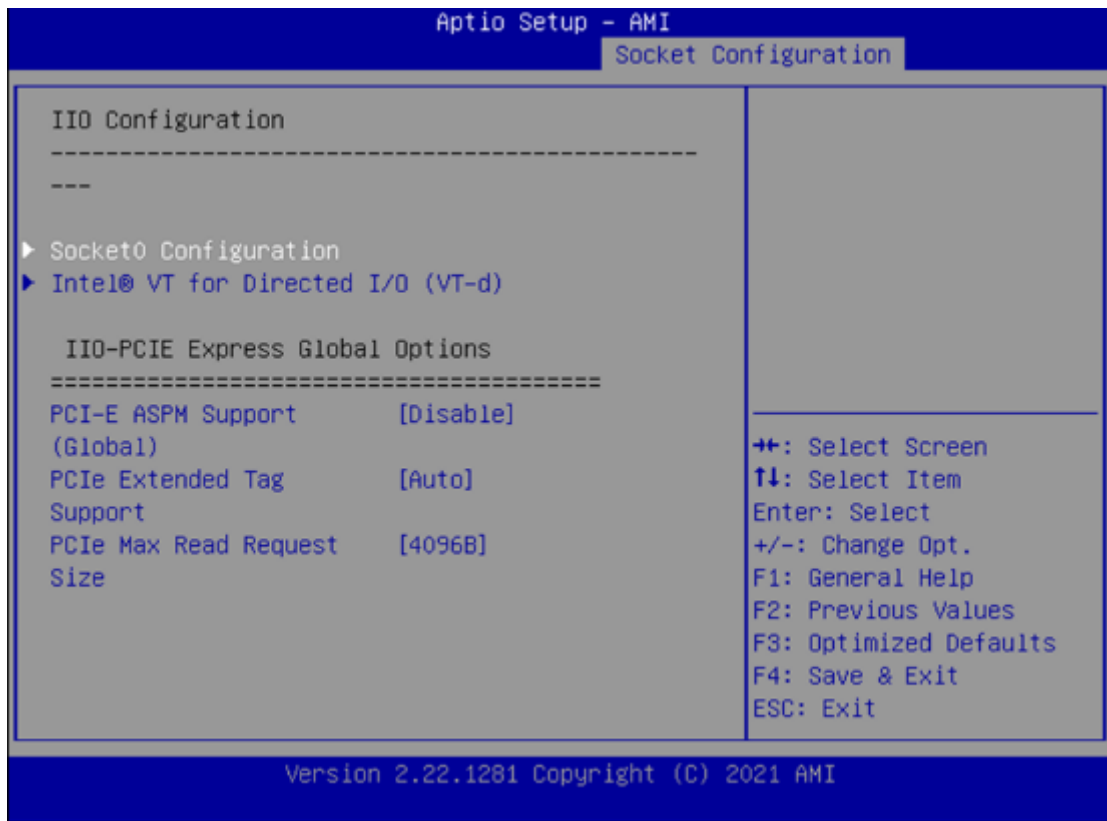 Aptio Setup – AMI
Socket Configuration
IIO Configuration
-----------------------------------------------
---
Socket0 Configuration
Intel® VT for Directed I/O (VT-d)
IIO-PCIE Express Global Options
========================================
PCI-E ASPM Support [Disable]
(Global)
PCIe Extended Tag [Auto]
Support
PCIe Max Read Request [4096B]
Size
→←: Select Screen
↑↓: Select Item
Enter: Select
+/-: Change Opt.
F1: General Help
F2: Previous Values
F3: Optimized Defaults
F4: Save & Exit
ESC: Exit
Version 2.22.1281 Copyright (C) 2021 AMI